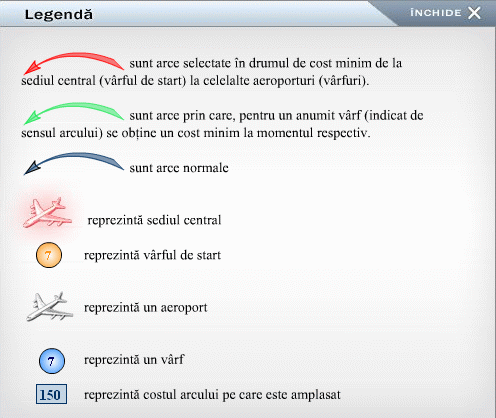 Legendă
ÎNCHIDE
sunt arce selectate în drumul de cost minim de la
sediul central (vârful de start) la celelalte aeroporturi (vârfuri).
sunt arce prin care, pentru un anumit vârf (indicat de
sensul arcului) se obține un cost minim la momentul respectiv.
sunt arce normale
reprezintă sediul central
7 reprezintă vârful de start
reprezintă un aeroport
7 reprezintă un vârf
150 reprezintă costul arcului pe care este amplasat